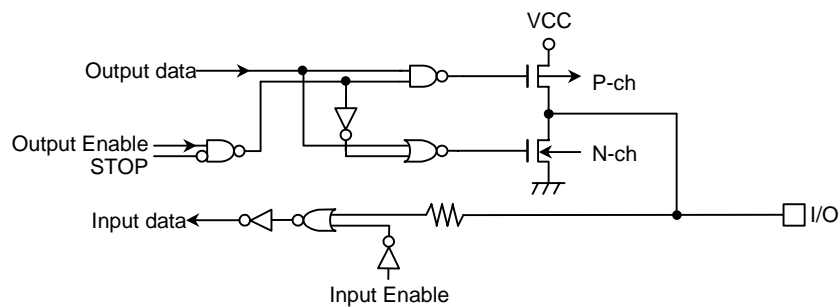 VCC
Output data
P-ch
Output Enable
STOP
N-ch
Input data
I/O
Input Enable